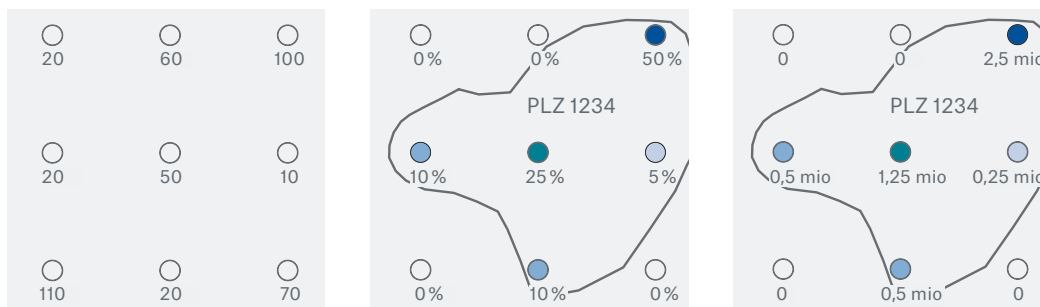 20 60 100
20 50 10
110 20 70
0 % 0 % 50 %
PLZ 1234
10 % 25 % 5 %
0 % 10 % 0 %
0 0 2,5 mio
PLZ 1234
0,5 mio 1,25 mio 0,25 mio
0 0,5 mio 0